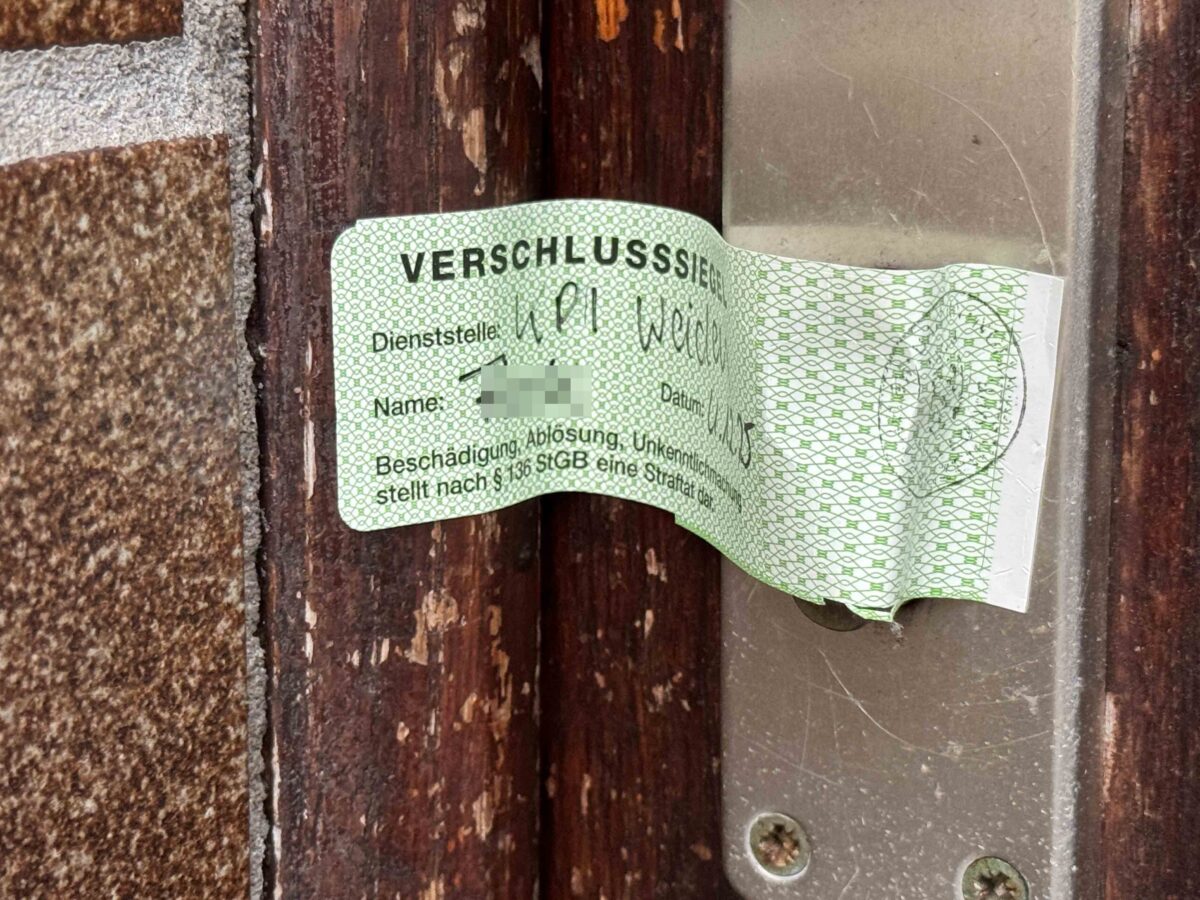 VERSCHLUSSSIEGEL
Dienststelle: KPI Weiden
Name:
Datum:
Beschädigung, Ablösung, Unkenntlichmachung
stellt nach § 136 StGB eine Straftat dar.